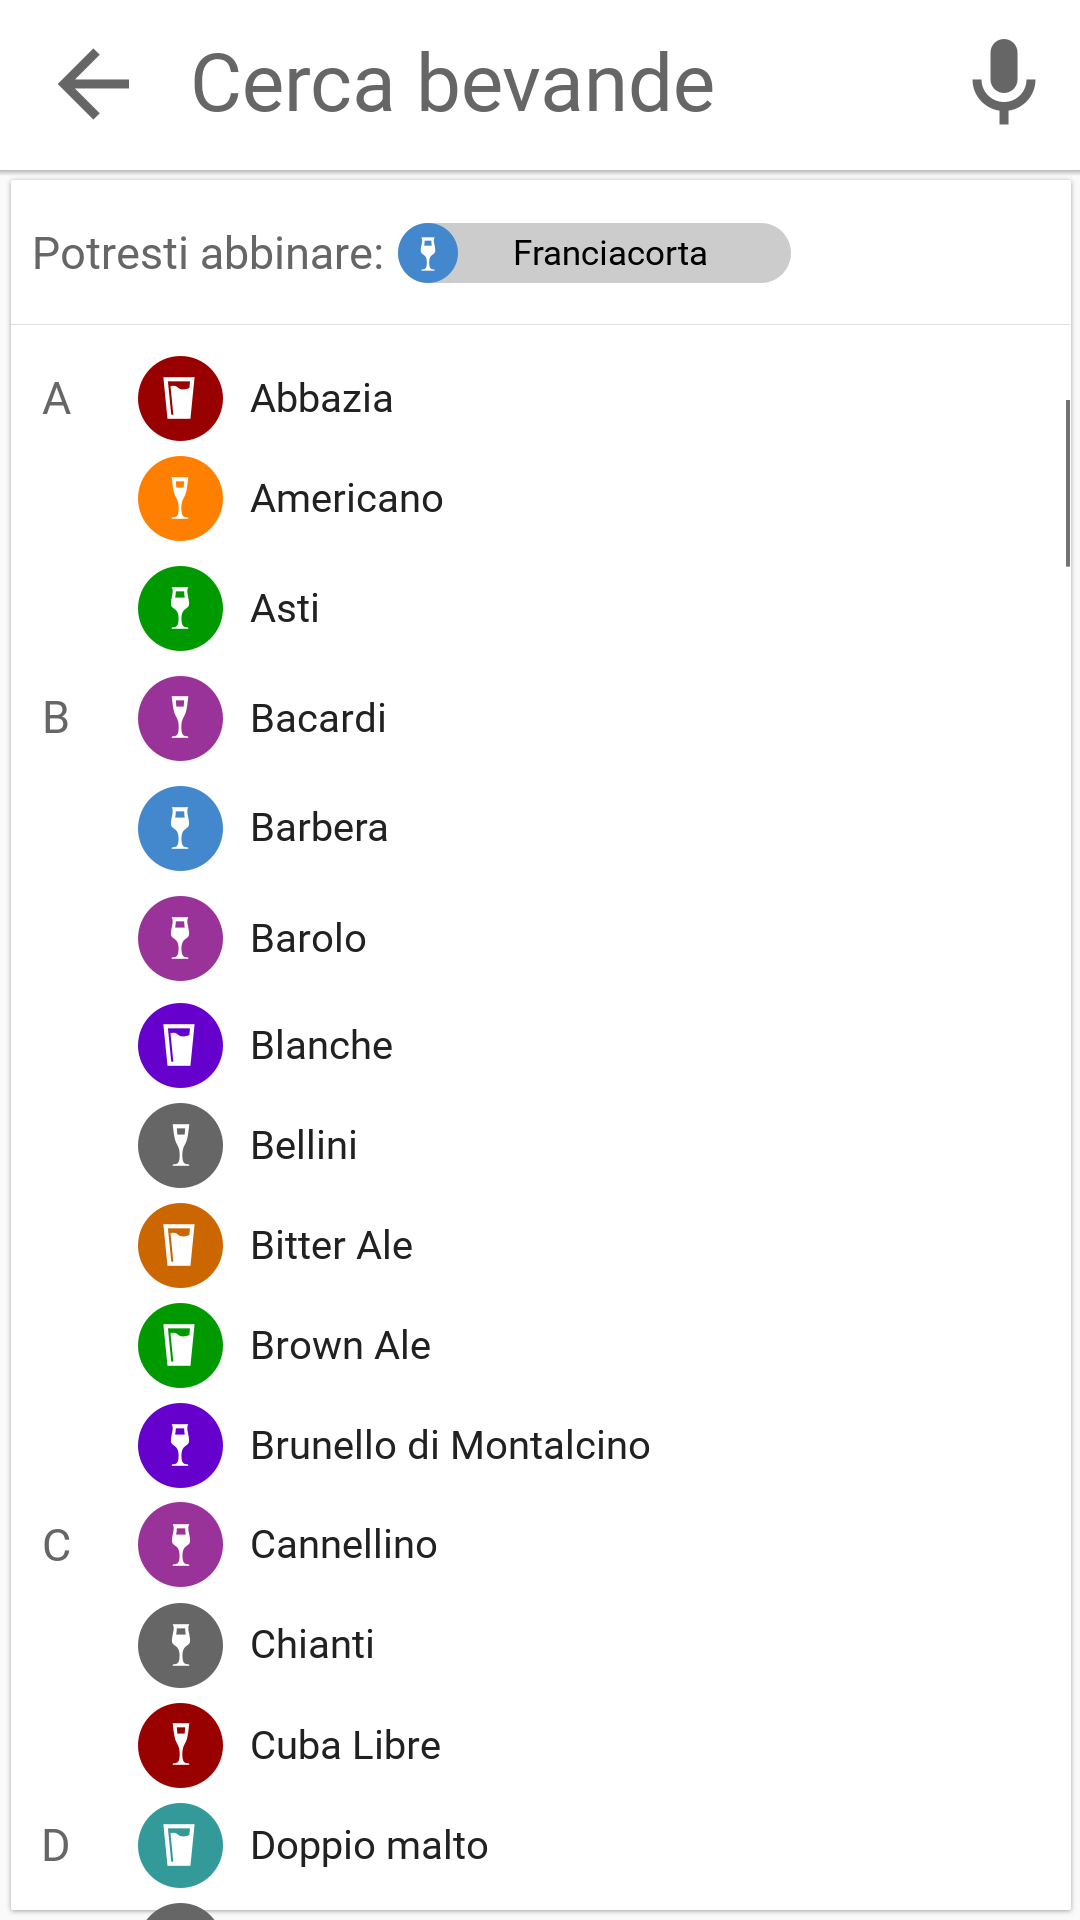 Cerca bevande
Potresti abbinare: Franciacorta
A Abbazia
Americano
Asti
B Bacardi
Barbera
Barolo
Blanche
Bellini
Bitter Ale
Brown Ale
Brunello di Montalcino
C Cannellino
Chianti
Cuba Libre
D Doppio malto